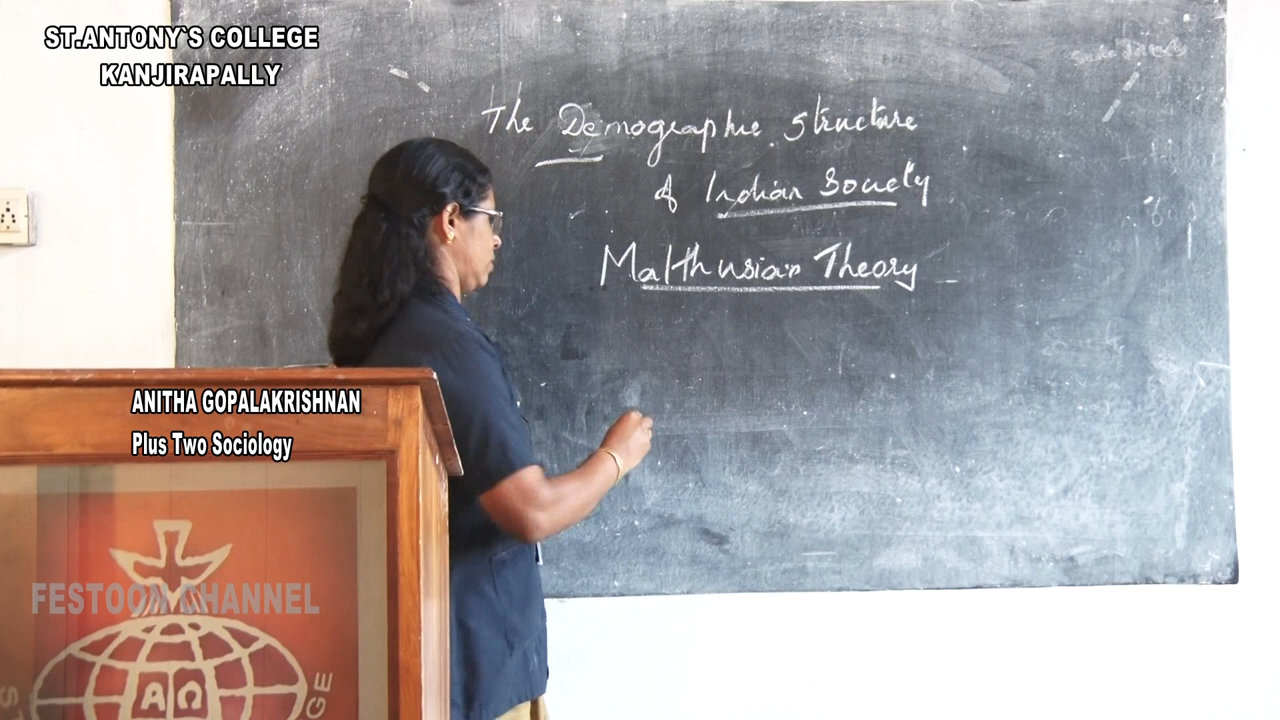 ST.ANTONY`S COLLEGE
KANJIRAPALLY
The Demographic Structure
of Indian Society
Malthusian Theory
ANITHA GOPALAKRISHNAN
Plus Two Sociology
FESTOON CHANNEL
ΑΩ